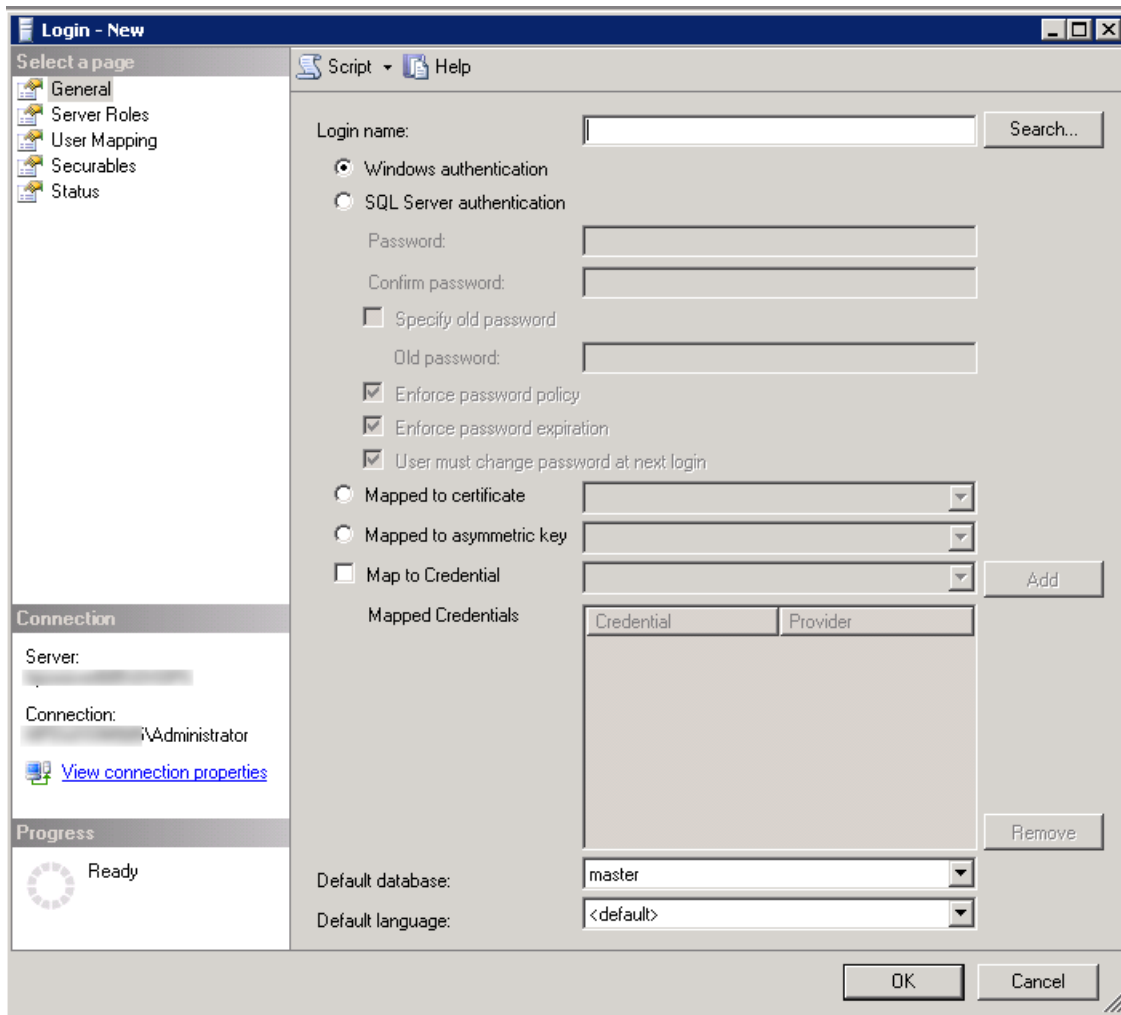 Login - New
Select a page
General
Server Roles
User Mapping
Securables
Status
Connection
Server:
Connection:
\Administrator
View connection properties
Progress
Ready
Script Help
Login name: Search...
Windows authentication
SQL Server authentication
Password:
Confirm password:
Specify old password
Old password:
Enforce password policy
Enforce password expiration
User must change password at next login
Mapped to certificate
Mapped to asymmetric key
Map to Credential Add
Mapped Credentials Credential Provider
Remove
Default database: master
Default language: <default>
OK Cancel